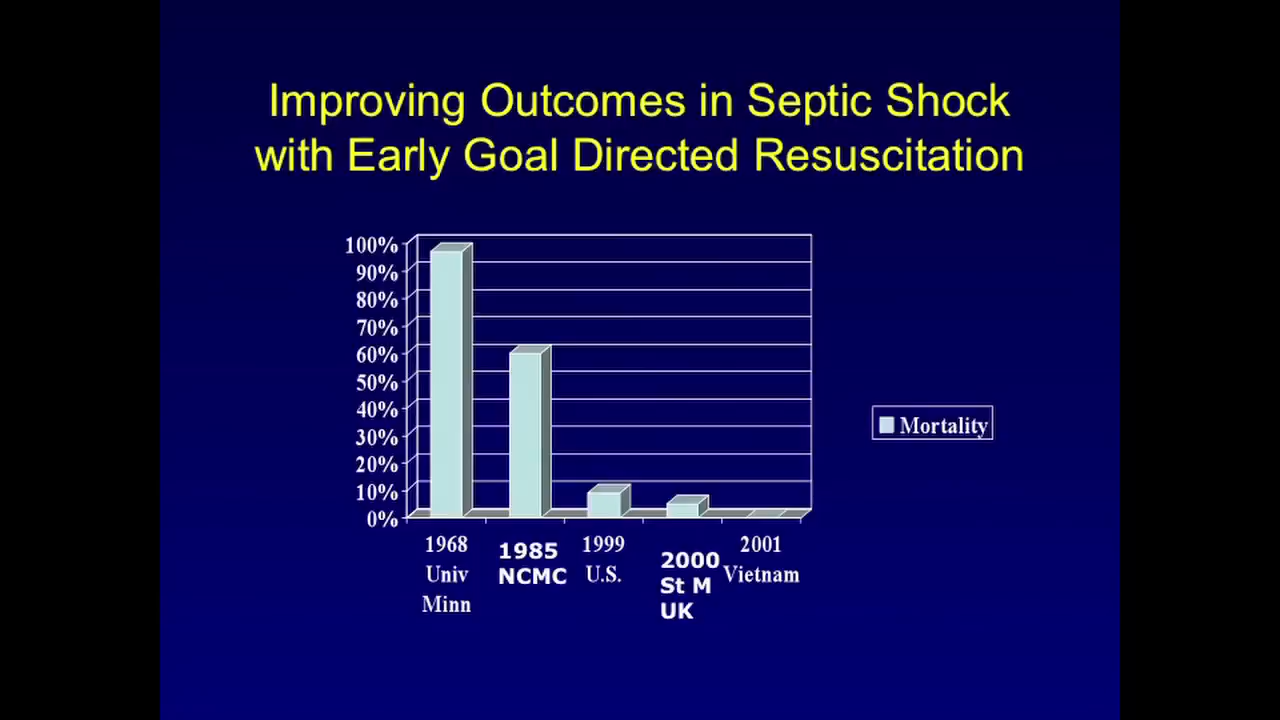 Improving Outcomes in Septic Shock
with Early Goal Directed Resuscitation
100%
90%
80%
70%
60%
50%
40%
30%
20%
10%
0%
Mortality
1968
Univ
Minn
1985
NCMC
1999
U.S.
2000
St M
UK
2001
Vietnam